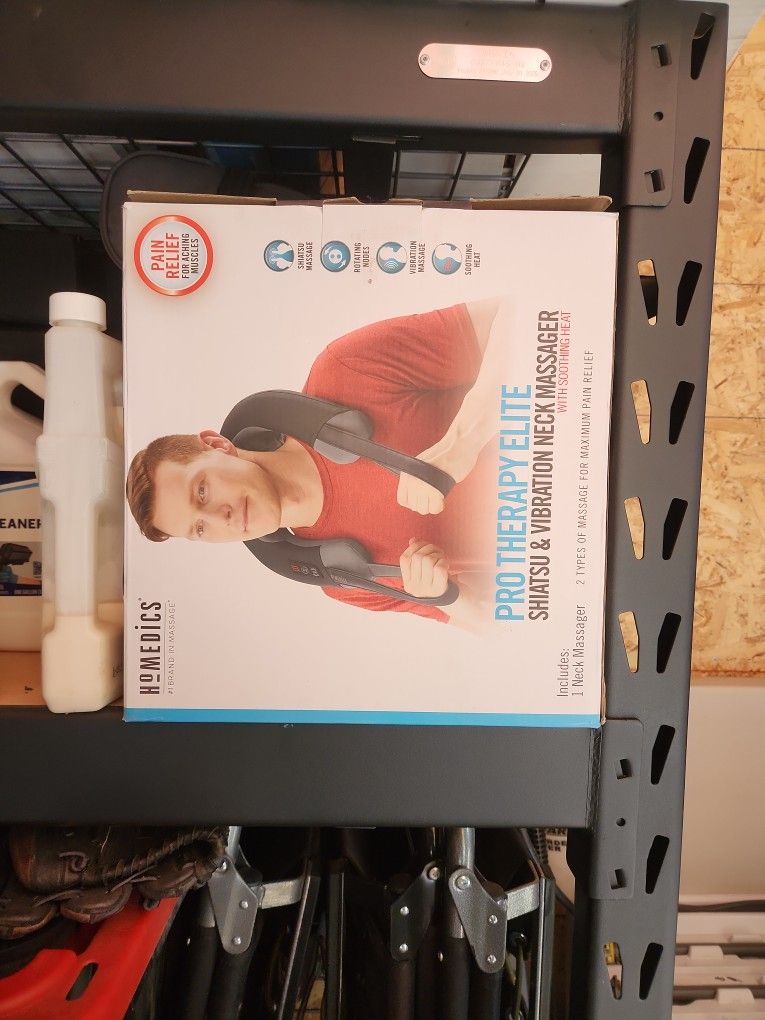 PAIN
RELIEF
FOR ACHING
MUSCLES
SHIATSU
MASSAGE
ROTATING
NODES
VIBRATION
MASSAGE
SOOTHING
HEAT
HOMEDICS®
#1 BRAND IN MASSAGE*
PRO THERAPY ELITE
SHIATSU & VIBRATION NECK MASSAGER
WITH SOOTHING HEAT
2 TYPES OF MASSAGE FOR MAXIMUM PAIN RELIEF
Includes:
1 Neck Massager
EANER
ONE GALLON